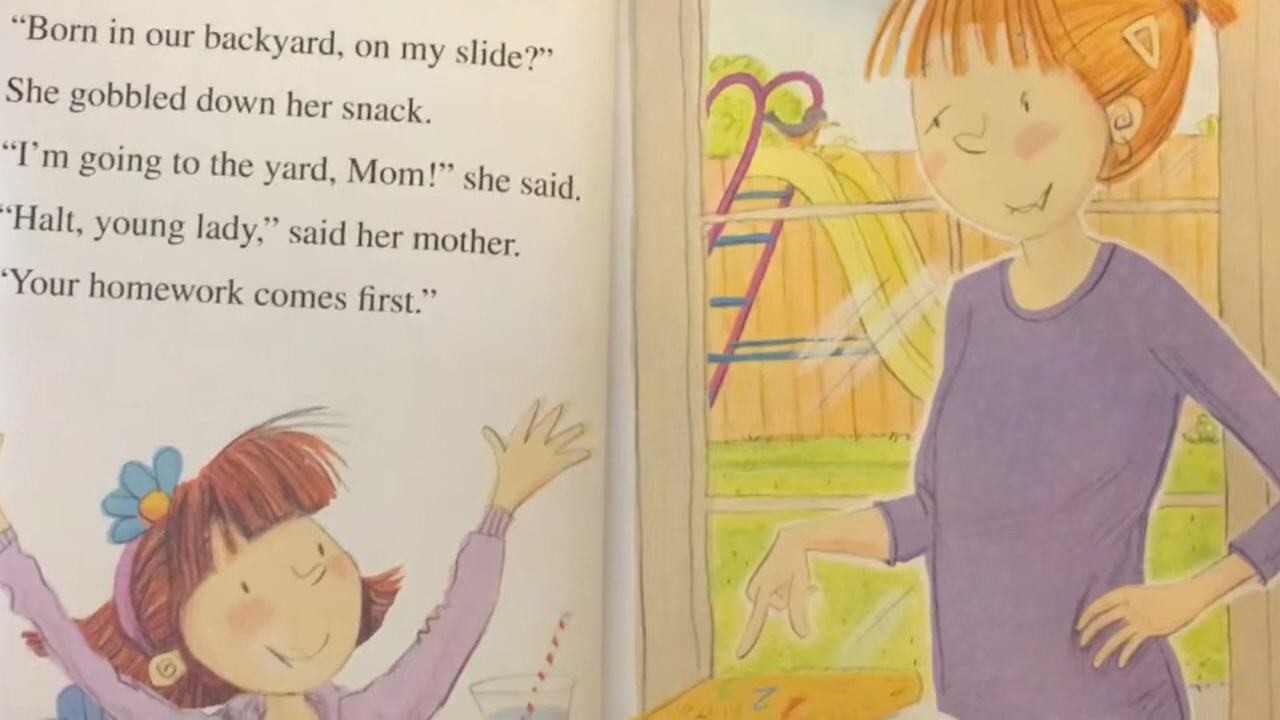 “Born in our backyard, on my slide?”
She gobbled down her snack.
“I’m going to the yard, Mom!” she said.
“Halt, young lady,” said her mother.
‘Your homework comes first.”